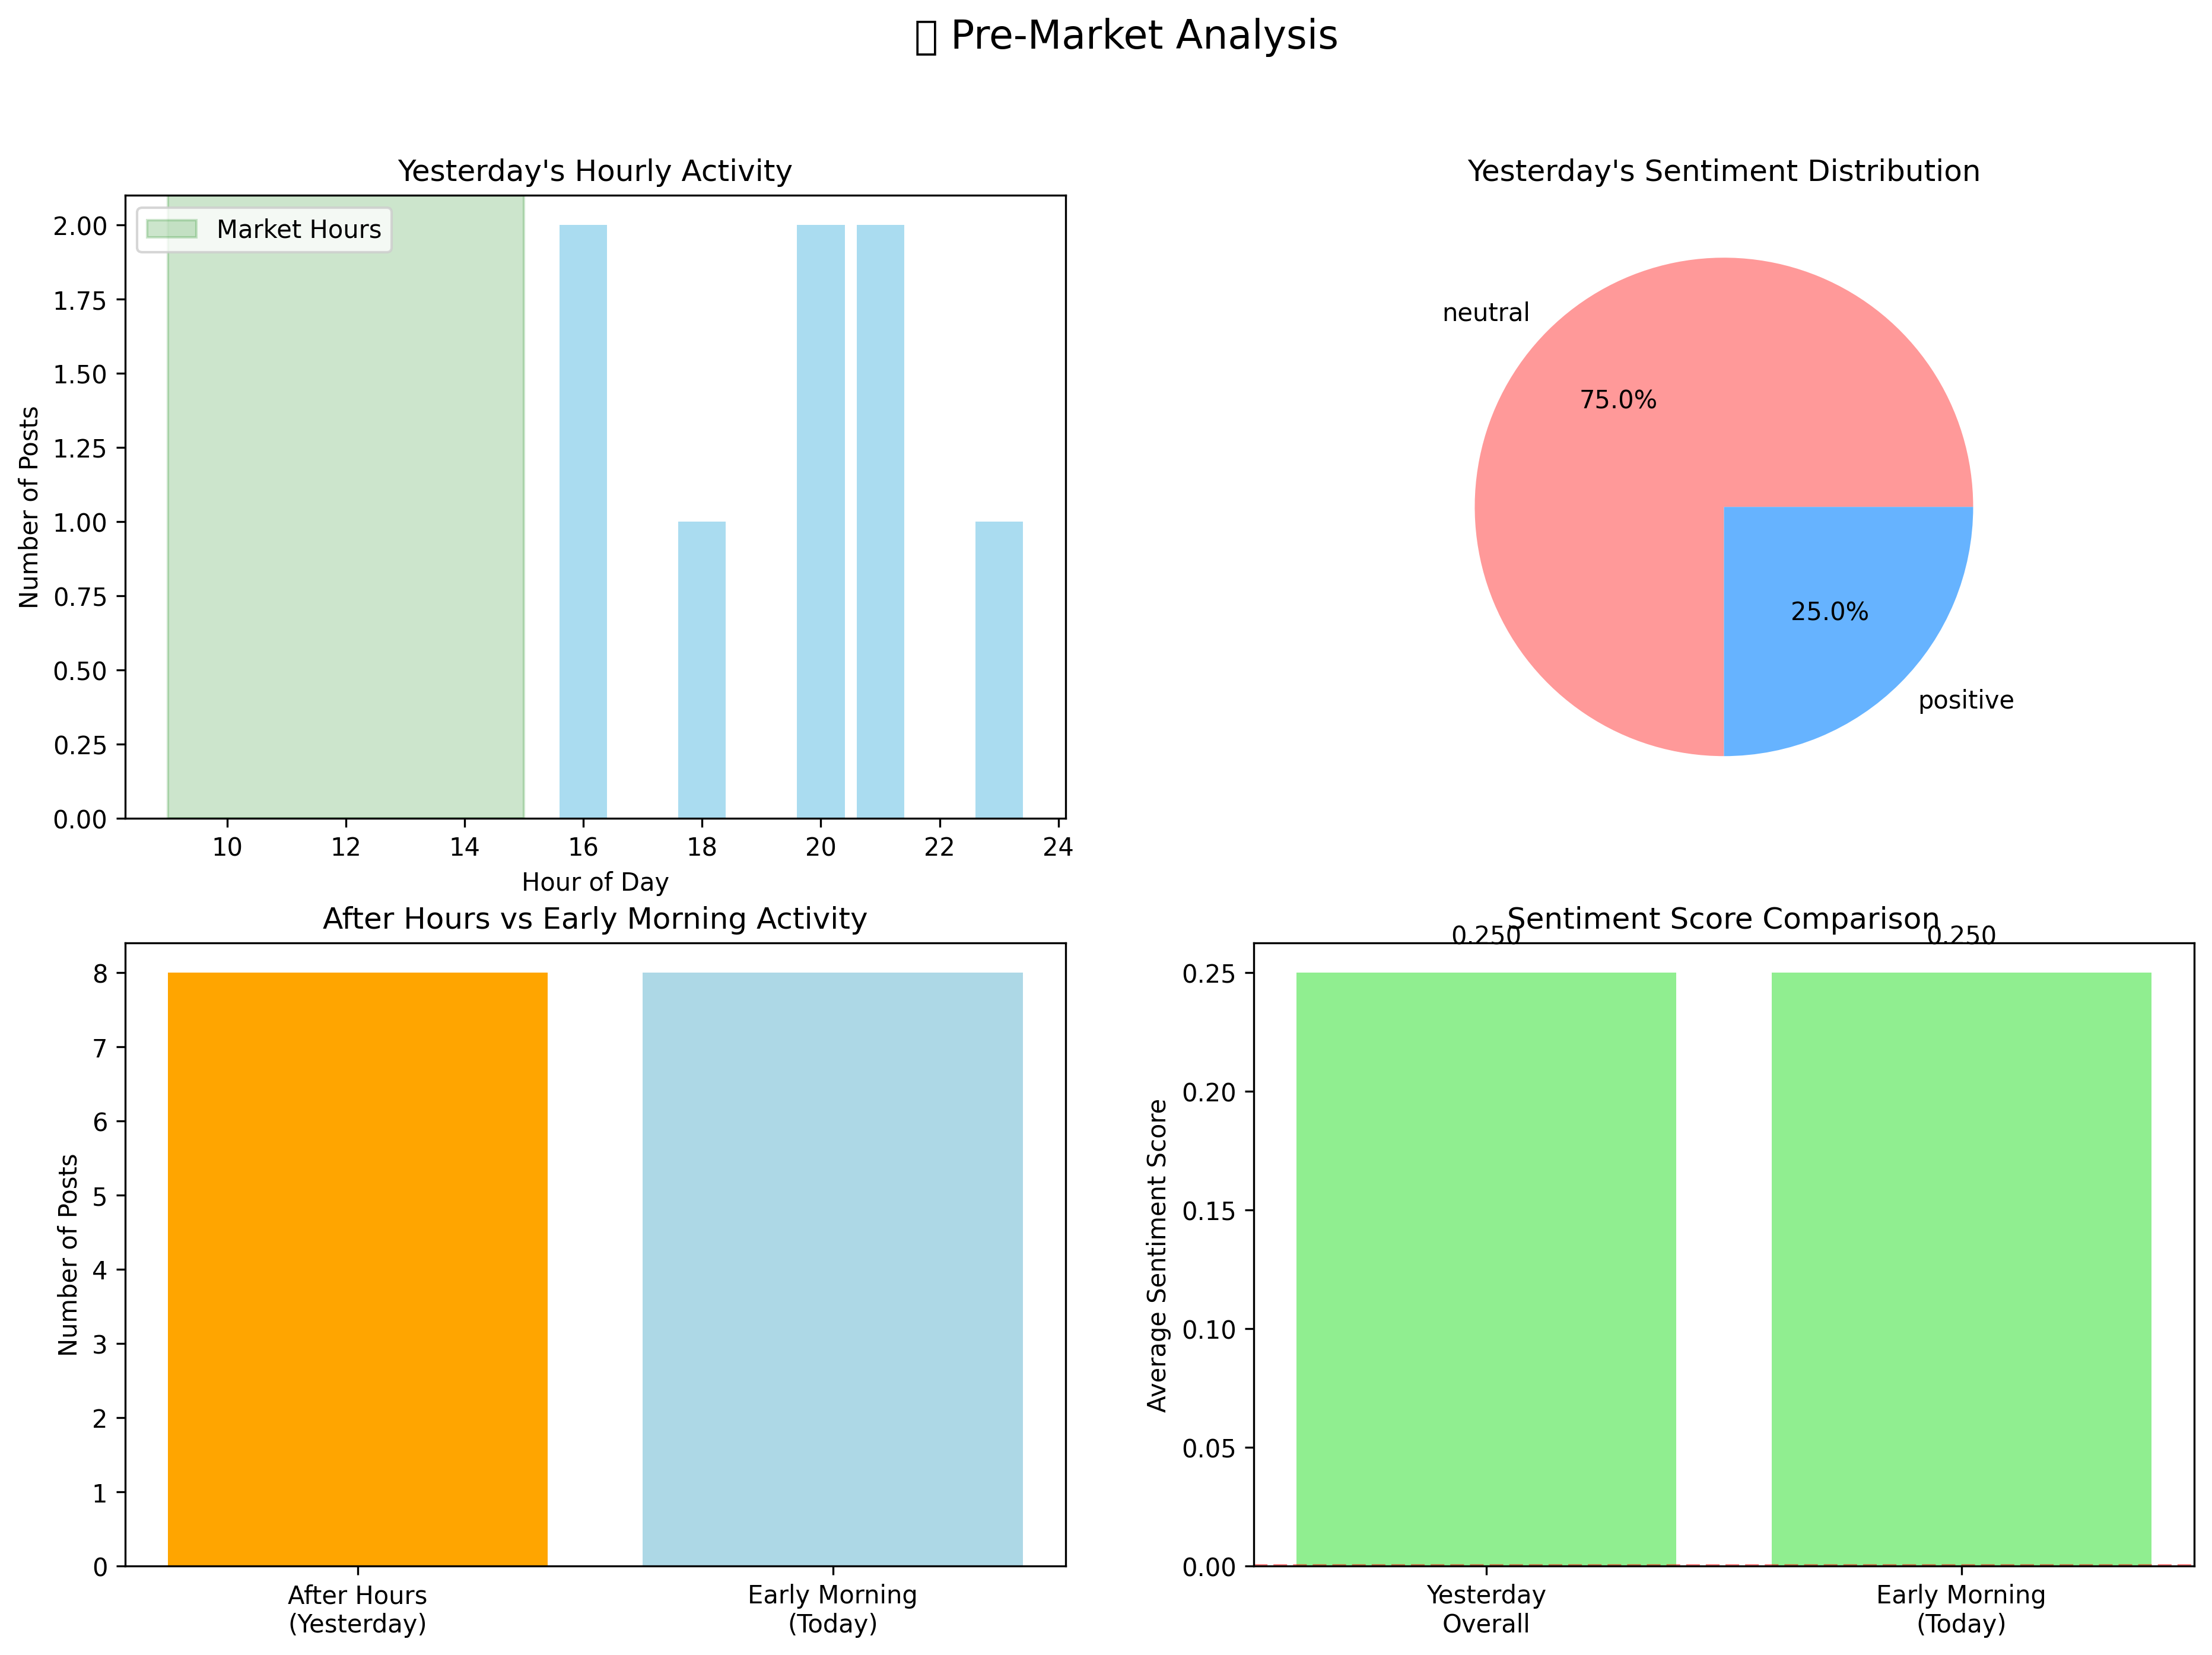 ▯ Pre-Market Analysis
Yesterday's Hourly Activity
Market Hours
2.00
1.75
1.50
1.25
1.00
0.75
0.50
0.25
0.00
Number of Posts
10 12 14 16 18 20 22 24
Hour of Day
Yesterday's Sentiment Distribution
neutral
75.0%
25.0%
positive
After Hours vs Early Morning Activity
8
7
6
5
4
3
2
1
0
Number of Posts
After Hours
(Yesterday)
Early Morning
(Today)
Sentiment Score Comparison
0.250 0.250
0.25
0.20
0.15
0.10
0.05
0.00
Average Sentiment Score
Yesterday
Overall
Early Morning
(Today)